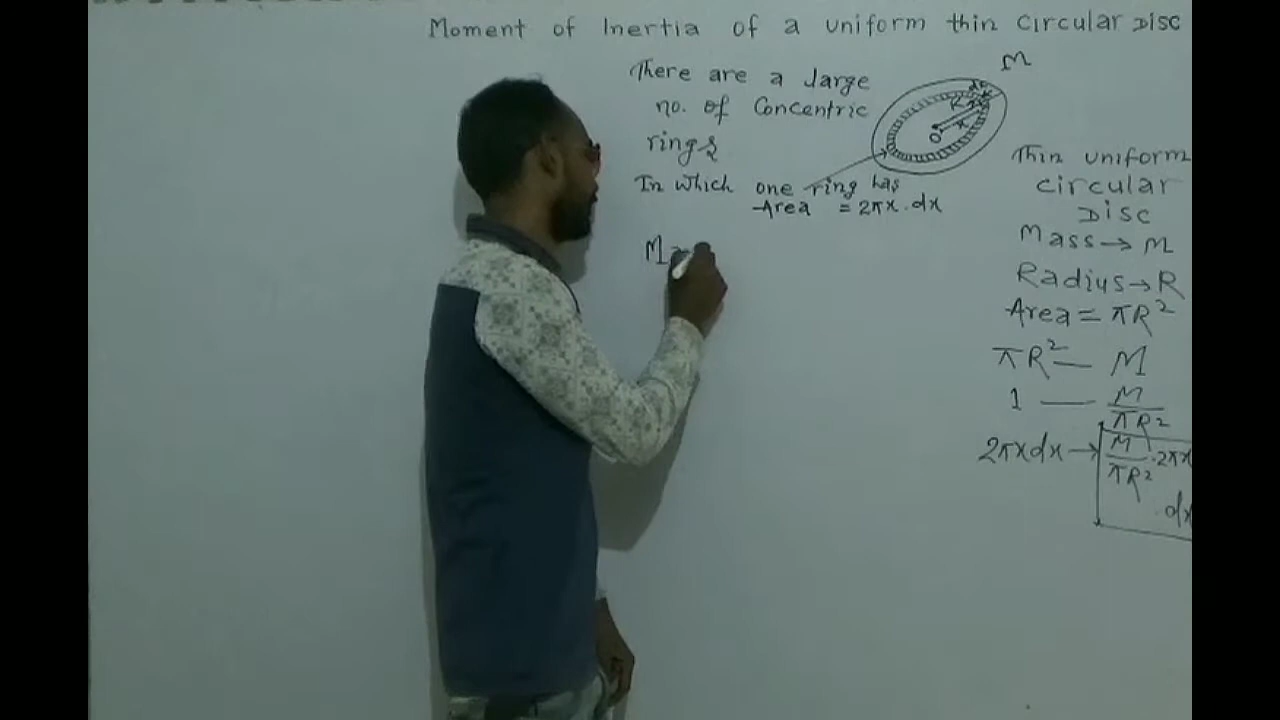 Moment of Inertia of a uniform thin circular Disc
There are a large
no. of Concentric
rings
In which one ring has
Area = 2πx.dx
M
R
x
O
M=
Thin uniform
circular
Disc
Mass→M
Radius→R
Area=πR²
πR² — M
1 — M/πR²
2πxdx→ M/πR² .2πx
.dx